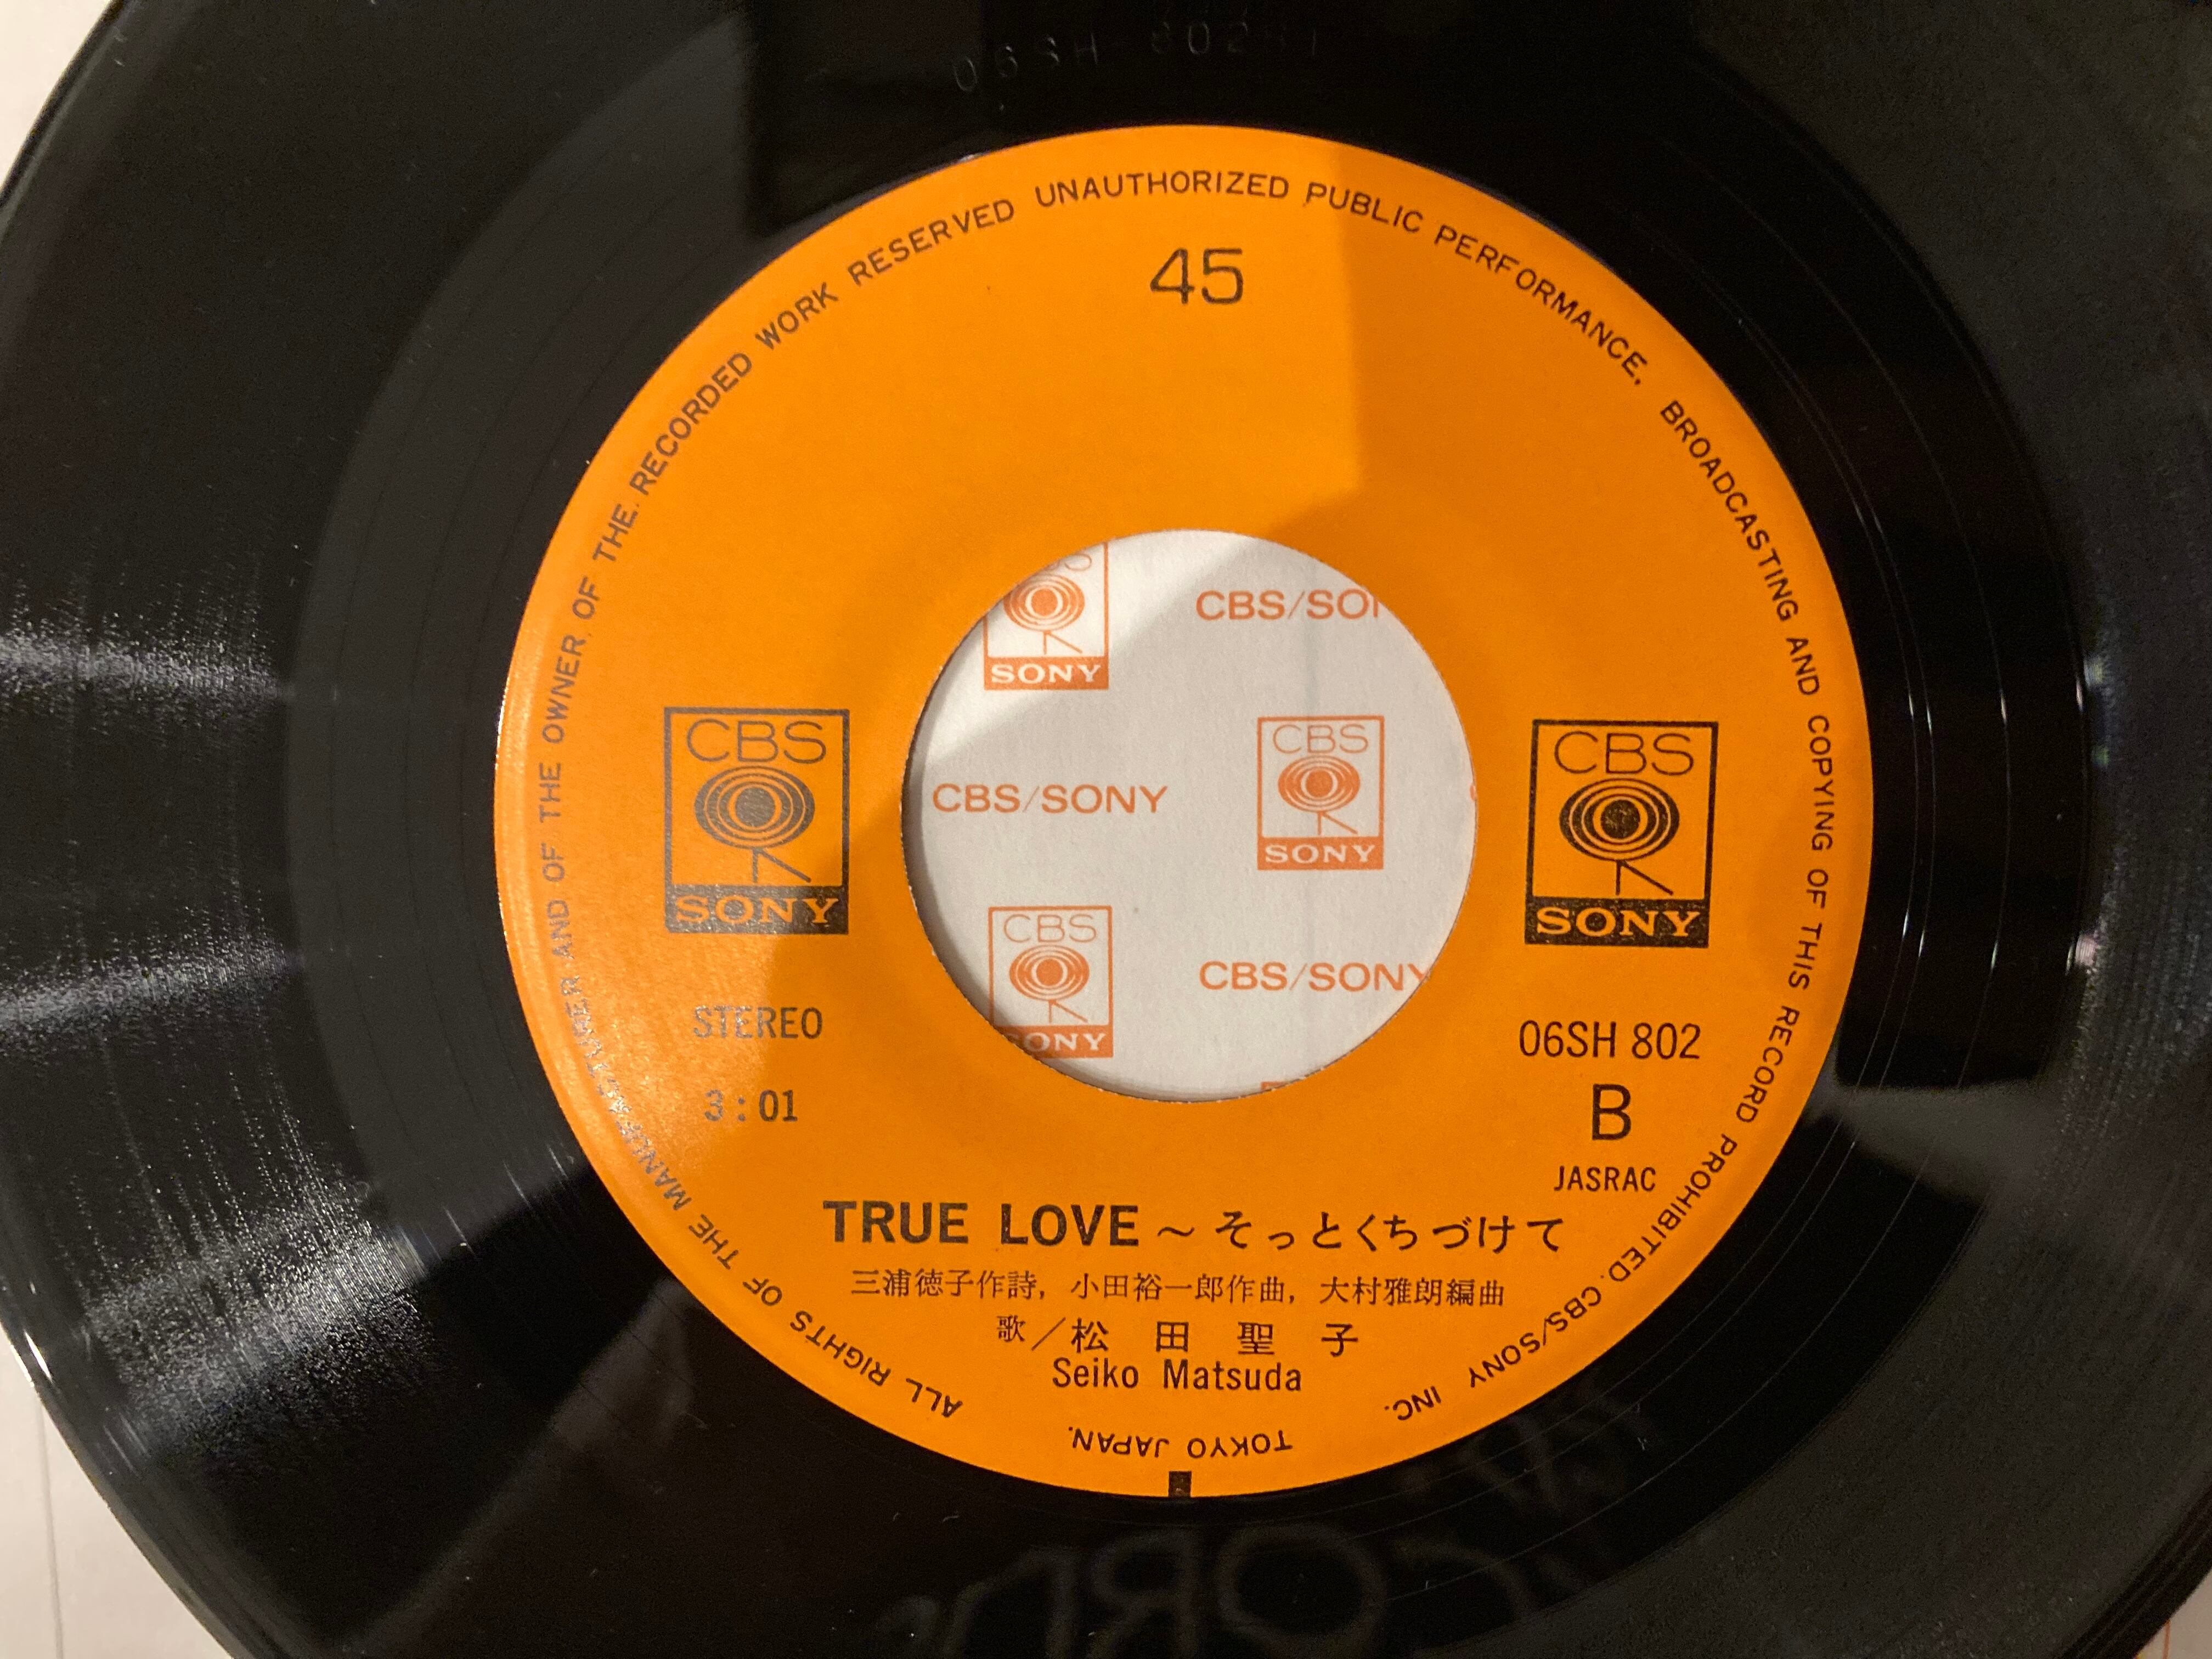 ALL RIGHTS OF THE MANUFACTURER AND OF THE OWNER OF THE RECORDED WORK RESERVED UNAUTHORIZED PUBLIC PERFORMANCE, BROADCASTING AND COPYING OF THIS RECORD PROHIBITED. CBS/SONY INC.
TOKYO JAPAN.
45
SONY
CBS/SO
CBS
SONY
CBS
SONY
CBS/SONY
CBS
SONY
CBS
SONY
CBS/SONY
STEREO
3:01
06SH 802
B
JASRAC
TRUE LOVE～そっとくちづけて
三浦徳子作詩, 小田裕一郎作曲, 大村雅朗編曲
歌／松田聖子
Seiko Matsuda